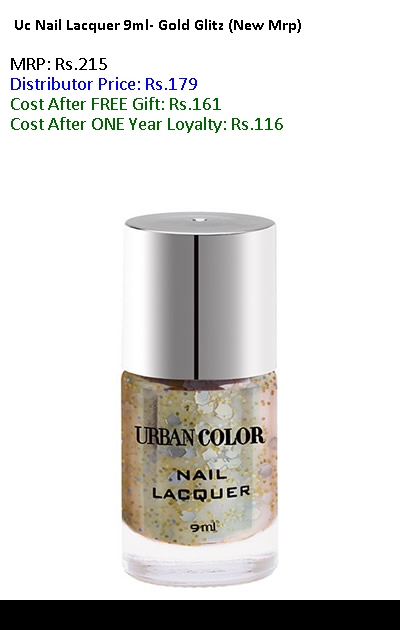 Uc Nail Lacquer 9ml- Gold Glitz (New Mrp)
MRP: Rs.215
Distributor Price: Rs.179
Cost After FREE Gift: Rs.161
Cost After ONE Year Loyalty: Rs.116
URBAN COLOR
NAIL
LACQUER
9ml